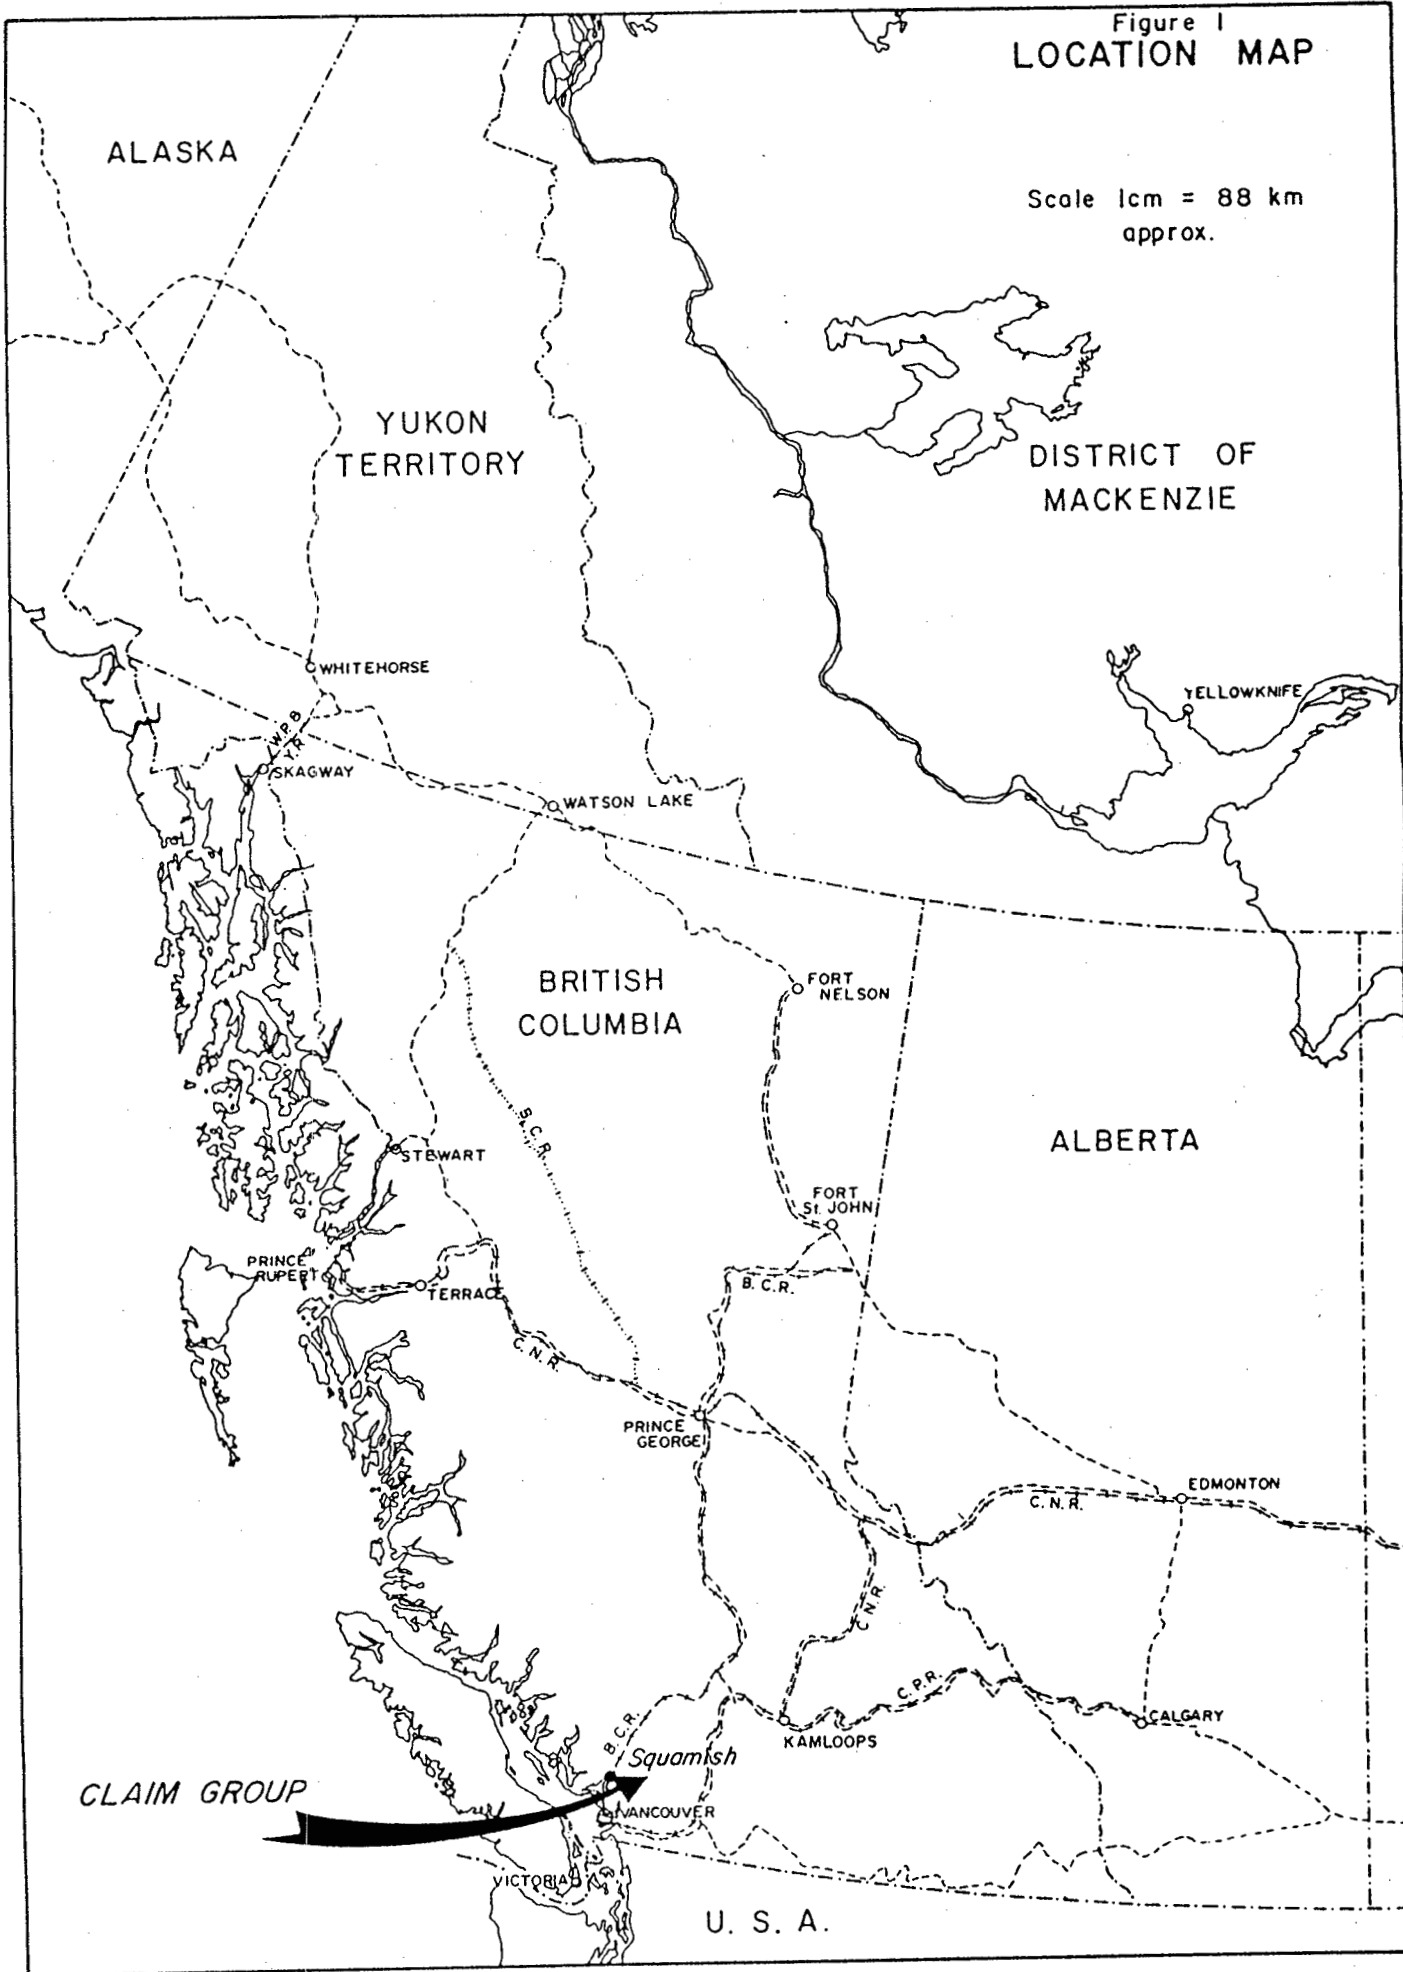 Figure 1
LOCATION MAP
ALASKA
Scale 1cm = 88 km
approx.
YUKON
TERRITORY
DISTRICT OF
MACKENZIE
WHITEHORSE
YELLOWKNIFE
W.P. &
Y.R.
SKAGWAY
WATSON LAKE
BRITISH
COLUMBIA
FORT
NELSON
B.C.R.
ALBERTA
STEWART
FORT
St. JOHN
PRINCE
RUPERT
TERRACE
B.C.R.
C.N.R.
PRINCE
GEORGE
EDMONTON
C.N.R.
C.N.R.
C.P.R.
B.C.R.
CALGARY
KAMLOOPS
Squamish
CLAIM GROUP
VANCOUVER
VICTORIA
U. S. A.